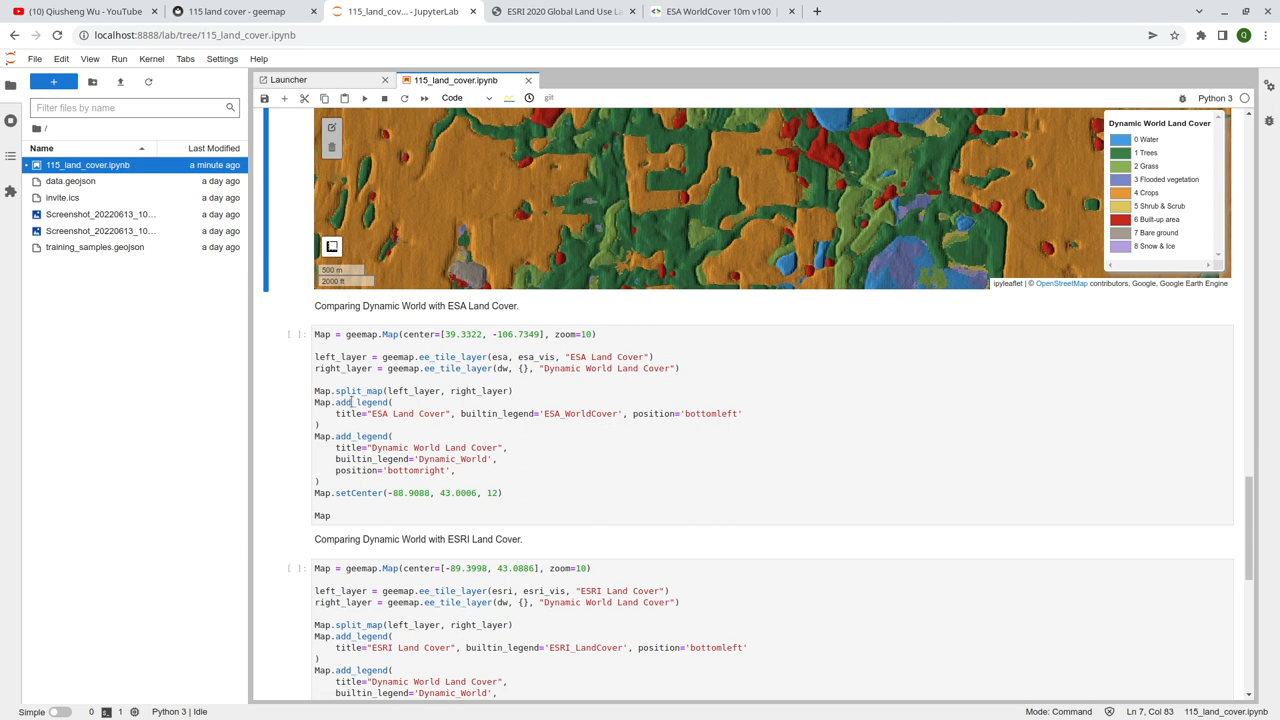 (10) Qiusheng Wu - YouTube
115 land cover - geemap
115_land_cov... - JupyterLab
ESRI 2020 Global Land Use La
ESA WorldCover 10m v100
localhost:8888/lab/tree/115_land_cover.ipynb
Q
File Edit View Run Kernel Tabs Settings Help
Launcher
115_land_cover.ipynb
Code
git
Python 3
Filter files by name
/
Name Last Modified
115_land_cover.ipynb a minute ago
data.geojson a day ago
invite.ics a day ago
Screenshot_20220613_10... a day ago
Screenshot_20220613_10... a day ago
training_samples.geojson a day ago
Dynamic World Land Cover
0 Water
1 Trees
2 Grass
3 Flooded vegetation
4 Crops
5 Shrub & Scrub
6 Built-up area
7 Bare ground
8 Snow & Ice
500 m
2000 ft
ipyleaflet | © OpenStreetMap contributors, Google, Google Earth Engine
Comparing Dynamic World with ESA Land Cover.
[ ]: Map = geemap.Map(center=[39.3322, -106.7349], zoom=10)
left_layer = geemap.ee_tile_layer(esa, esa_vis, "ESA Land Cover")
right_layer = geemap.ee_tile_layer(dw, {}, "Dynamic World Land Cover")
Map.split_map(left_layer, right_layer)
Map.add_legend(
title="ESA Land Cover", builtin_legend='ESA_WorldCover', position='bottomleft'
)
Map.add_legend(
title="Dynamic World Land Cover",
builtin_legend='Dynamic_World',
position='bottomright',
)
Map.setCenter(-88.9088, 43.0006, 12)
Map
Comparing Dynamic World with ESRI Land Cover.
[ ]: Map = geemap.Map(center=[-89.3998, 43.0886], zoom=10)
left_layer = geemap.ee_tile_layer(esri, esri_vis, "ESRI Land Cover")
right_layer = geemap.ee_tile_layer(dw, {}, "Dynamic World Land Cover")
Map.split_map(left_layer, right_layer)
Map.add_legend(
title="ESRI Land Cover", builtin_legend='ESRI_LandCover', position='bottomleft'
)
Map.add_legend(
title="Dynamic World Land Cover",
builtin_legend='Dynamic_World',
Simple 0 1 Python 3 | Idle
Mode: Command Ln 7, Col 83 115_land_cover.ipynb